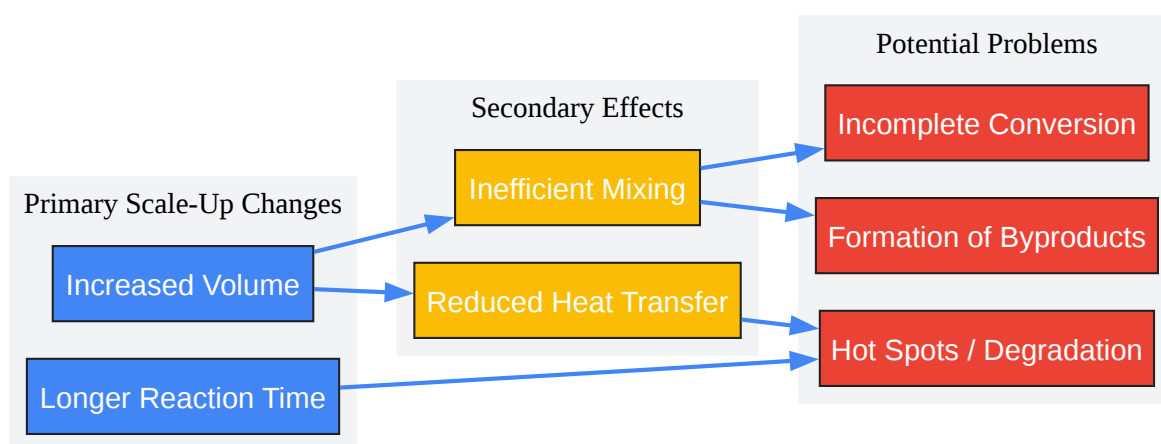 Primary Scale-Up Changes
Increased Volume
Longer Reaction Time
Secondary Effects
Inefficient Mixing
Reduced Heat Transfer
Potential Problems
Incomplete Conversion
Formation of Byproducts
Hot Spots / Degradation